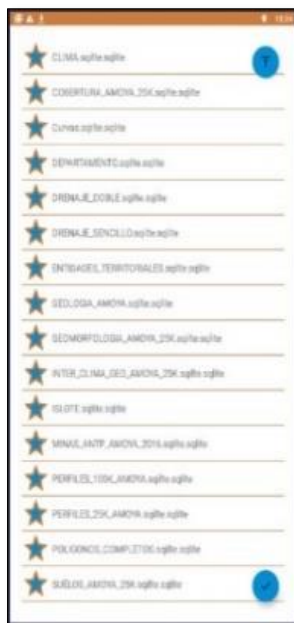 CLIMA.sqlite.sqlite
COBERTURA_AMOYA_25K.sqlite.sqlite
Curvas.sqlite.sqlite
DEPARTAMENTO.sqlite.sqlite
DRENAJE_DOBLE.sqlite.sqlite
DRENAJE_SENCILLO.sqlite.sqlite
ENTIDADES_TERRITORIALES.sqlite.sqlite
GEOLOGIA_AMOYA.sqlite.sqlite
GEOMORFOLOGIA_AMOYA_25K.sqlite.sqlite
INTER_CLIMA_GEO_AMOYA_25K.sqlite.sqlite
ISLOTE.sqlite.sqlite
MINAS_ANTIF_AMOYA_2016.sqlite.sqlite
PERFILES_100K_AMOYA.sqlite.sqlite
PERFILES_25K_AMOYA.sqlite.sqlite
POLIGONOS_COMPLETOS.sqlite.sqlite
SUELOS_AMOYA_25K.sqlite.sqlite